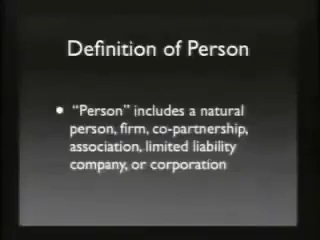 Definition of Person
• “Person” includes a natural
person, firm, co-partnership,
association, limited liability
company, or corporation